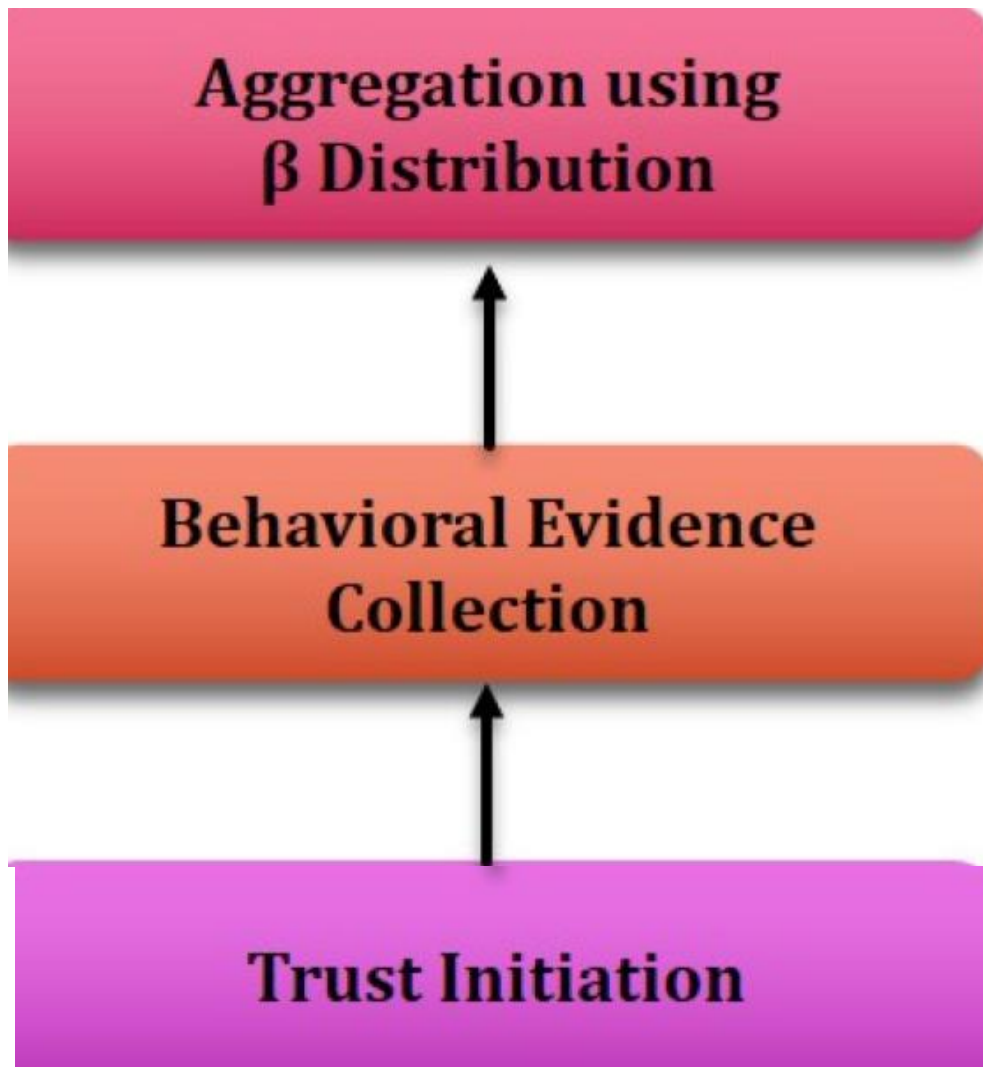 Aggregation using
β Distribution
Behavioral Evidence
Collection
Trust Initiation